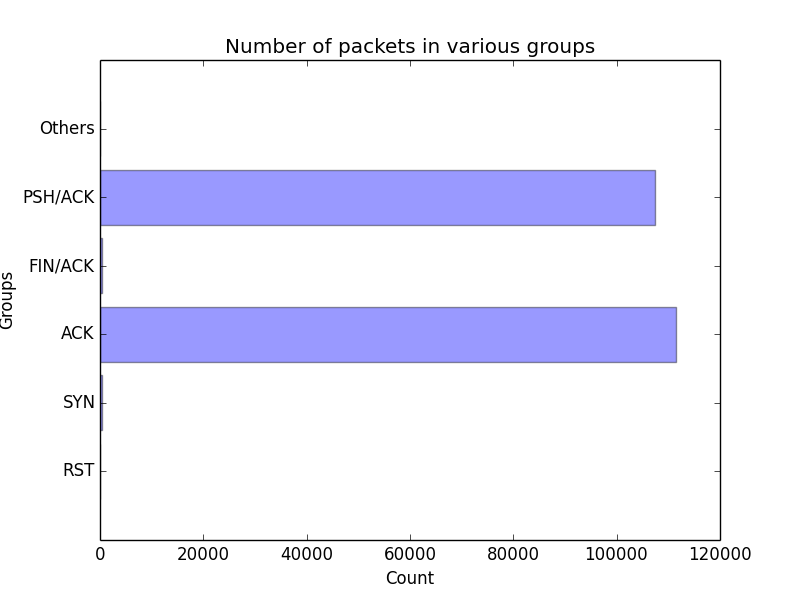 Number of packets in various groups
Others
PSH/ACK
FIN/ACK
Groups
ACK
SYN
RST
0 20000 40000 60000 80000 100000 120000
Count